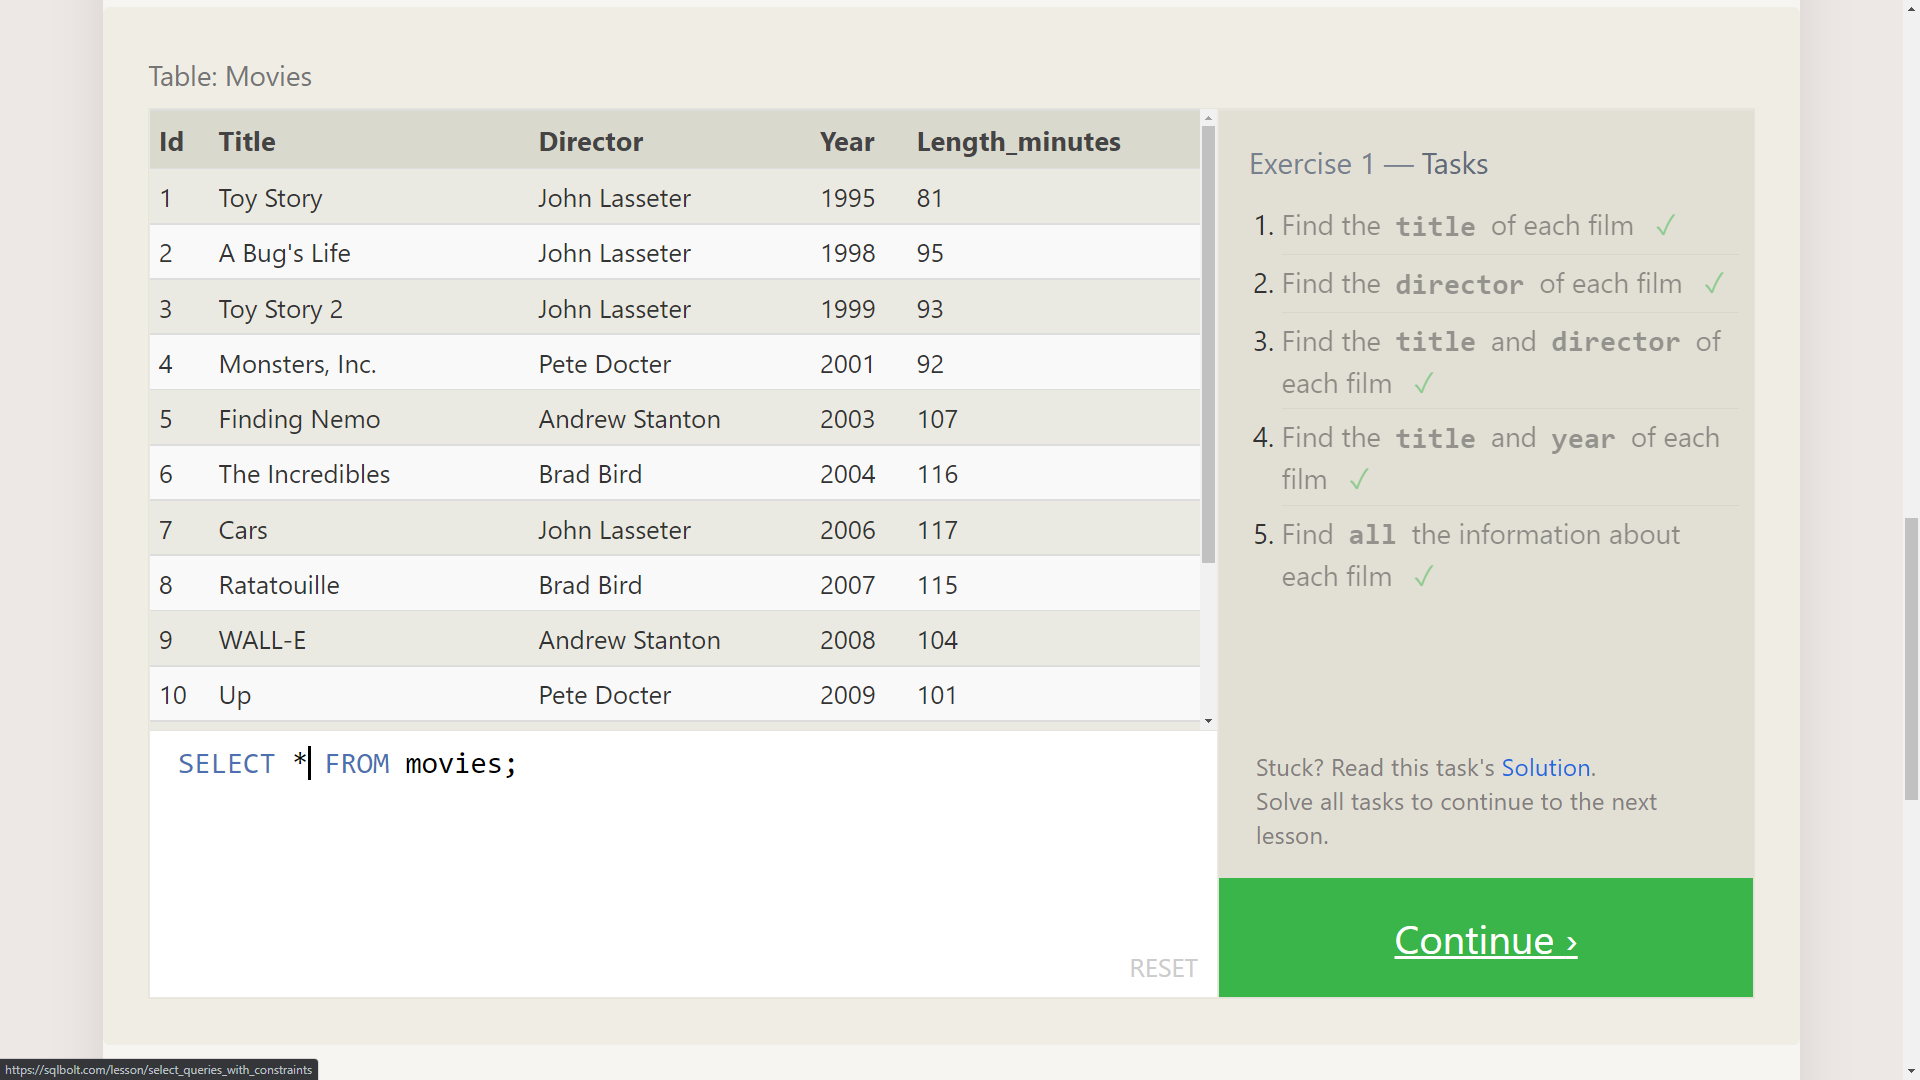 Table: Movies
Id Title Director Year Length_minutes
1 Toy Story John Lasseter 1995 81
2 A Bug's Life John Lasseter 1998 95
3 Toy Story 2 John Lasseter 1999 93
4 Monsters, Inc. Pete Docter 2001 92
5 Finding Nemo Andrew Stanton 2003 107
6 The Incredibles Brad Bird 2004 116
7 Cars John Lasseter 2006 117
8 Ratatouille Brad Bird 2007 115
9 WALL-E Andrew Stanton 2008 104
10 Up Pete Docter 2009 101
SELECT * FROM movies;
RESET
Exercise 1 — Tasks
1. Find the title of each film ✓
2. Find the director of each film ✓
3. Find the title and director of
each film ✓
4. Find the title and year of each
film ✓
5. Find all the information about
each film ✓
Stuck? Read this task's Solution.
Solve all tasks to continue to the next
lesson.
Continue ›
https://sqlbolt.com/lesson/select_queries_with_constraints